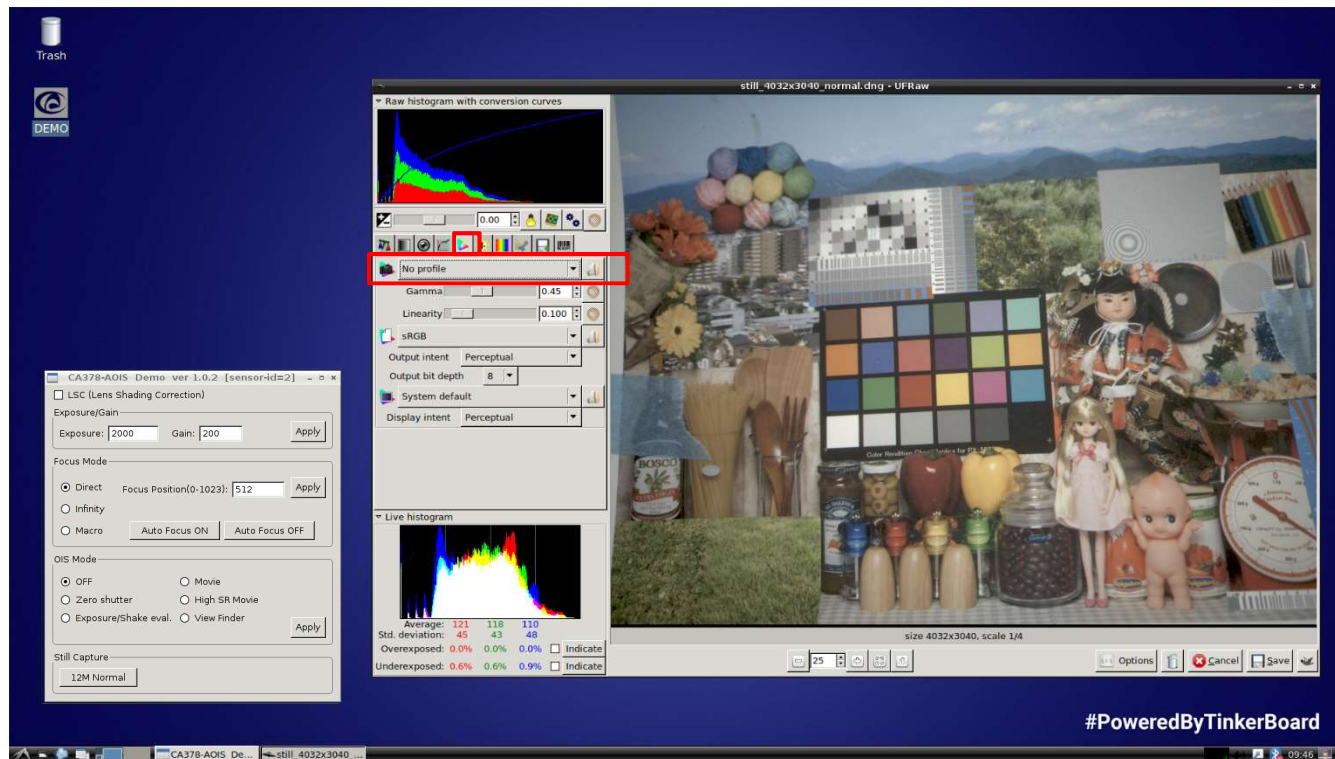 Trash
DEMO
still_4032x3040_normal.dng - UFRaw
Raw histogram with conversion curves
0.00
No profile
Gamma 0.45
Linearity 0.100
sRGB
Output intent Perceptual
Output bit depth 8
System default
Display intent Perceptual
Live histogram
Average: 121 118 110
Std. deviation: 45 43 48
Overexposed: 0.0% 0.0% 0.0% Indicate
Underexposed: 0.6% 0.6% 0.9% Indicate
BOSCO
size 4032x3040, scale 1/4
25 Options Cancel Save
CA378-AOIS Demo ver 1.0.2 [sensor-id=2]
LSC (Lens Shading Correction)
Exposure/Gain
Exposure: 2000 Gain: 200 Apply
Focus Mode
Direct Focus Position(0-1023): 512 Apply
Infinity
Macro Auto Focus ON Auto Focus OFF
OIS Mode
OFF Movie
Zero shutter High SR Movie
Exposure/Shake eval. View Finder
Apply
Still Capture
12M Normal
#PoweredByTinkerBoard
CA378-AOIS De... still_4032x3040 ... 09:46